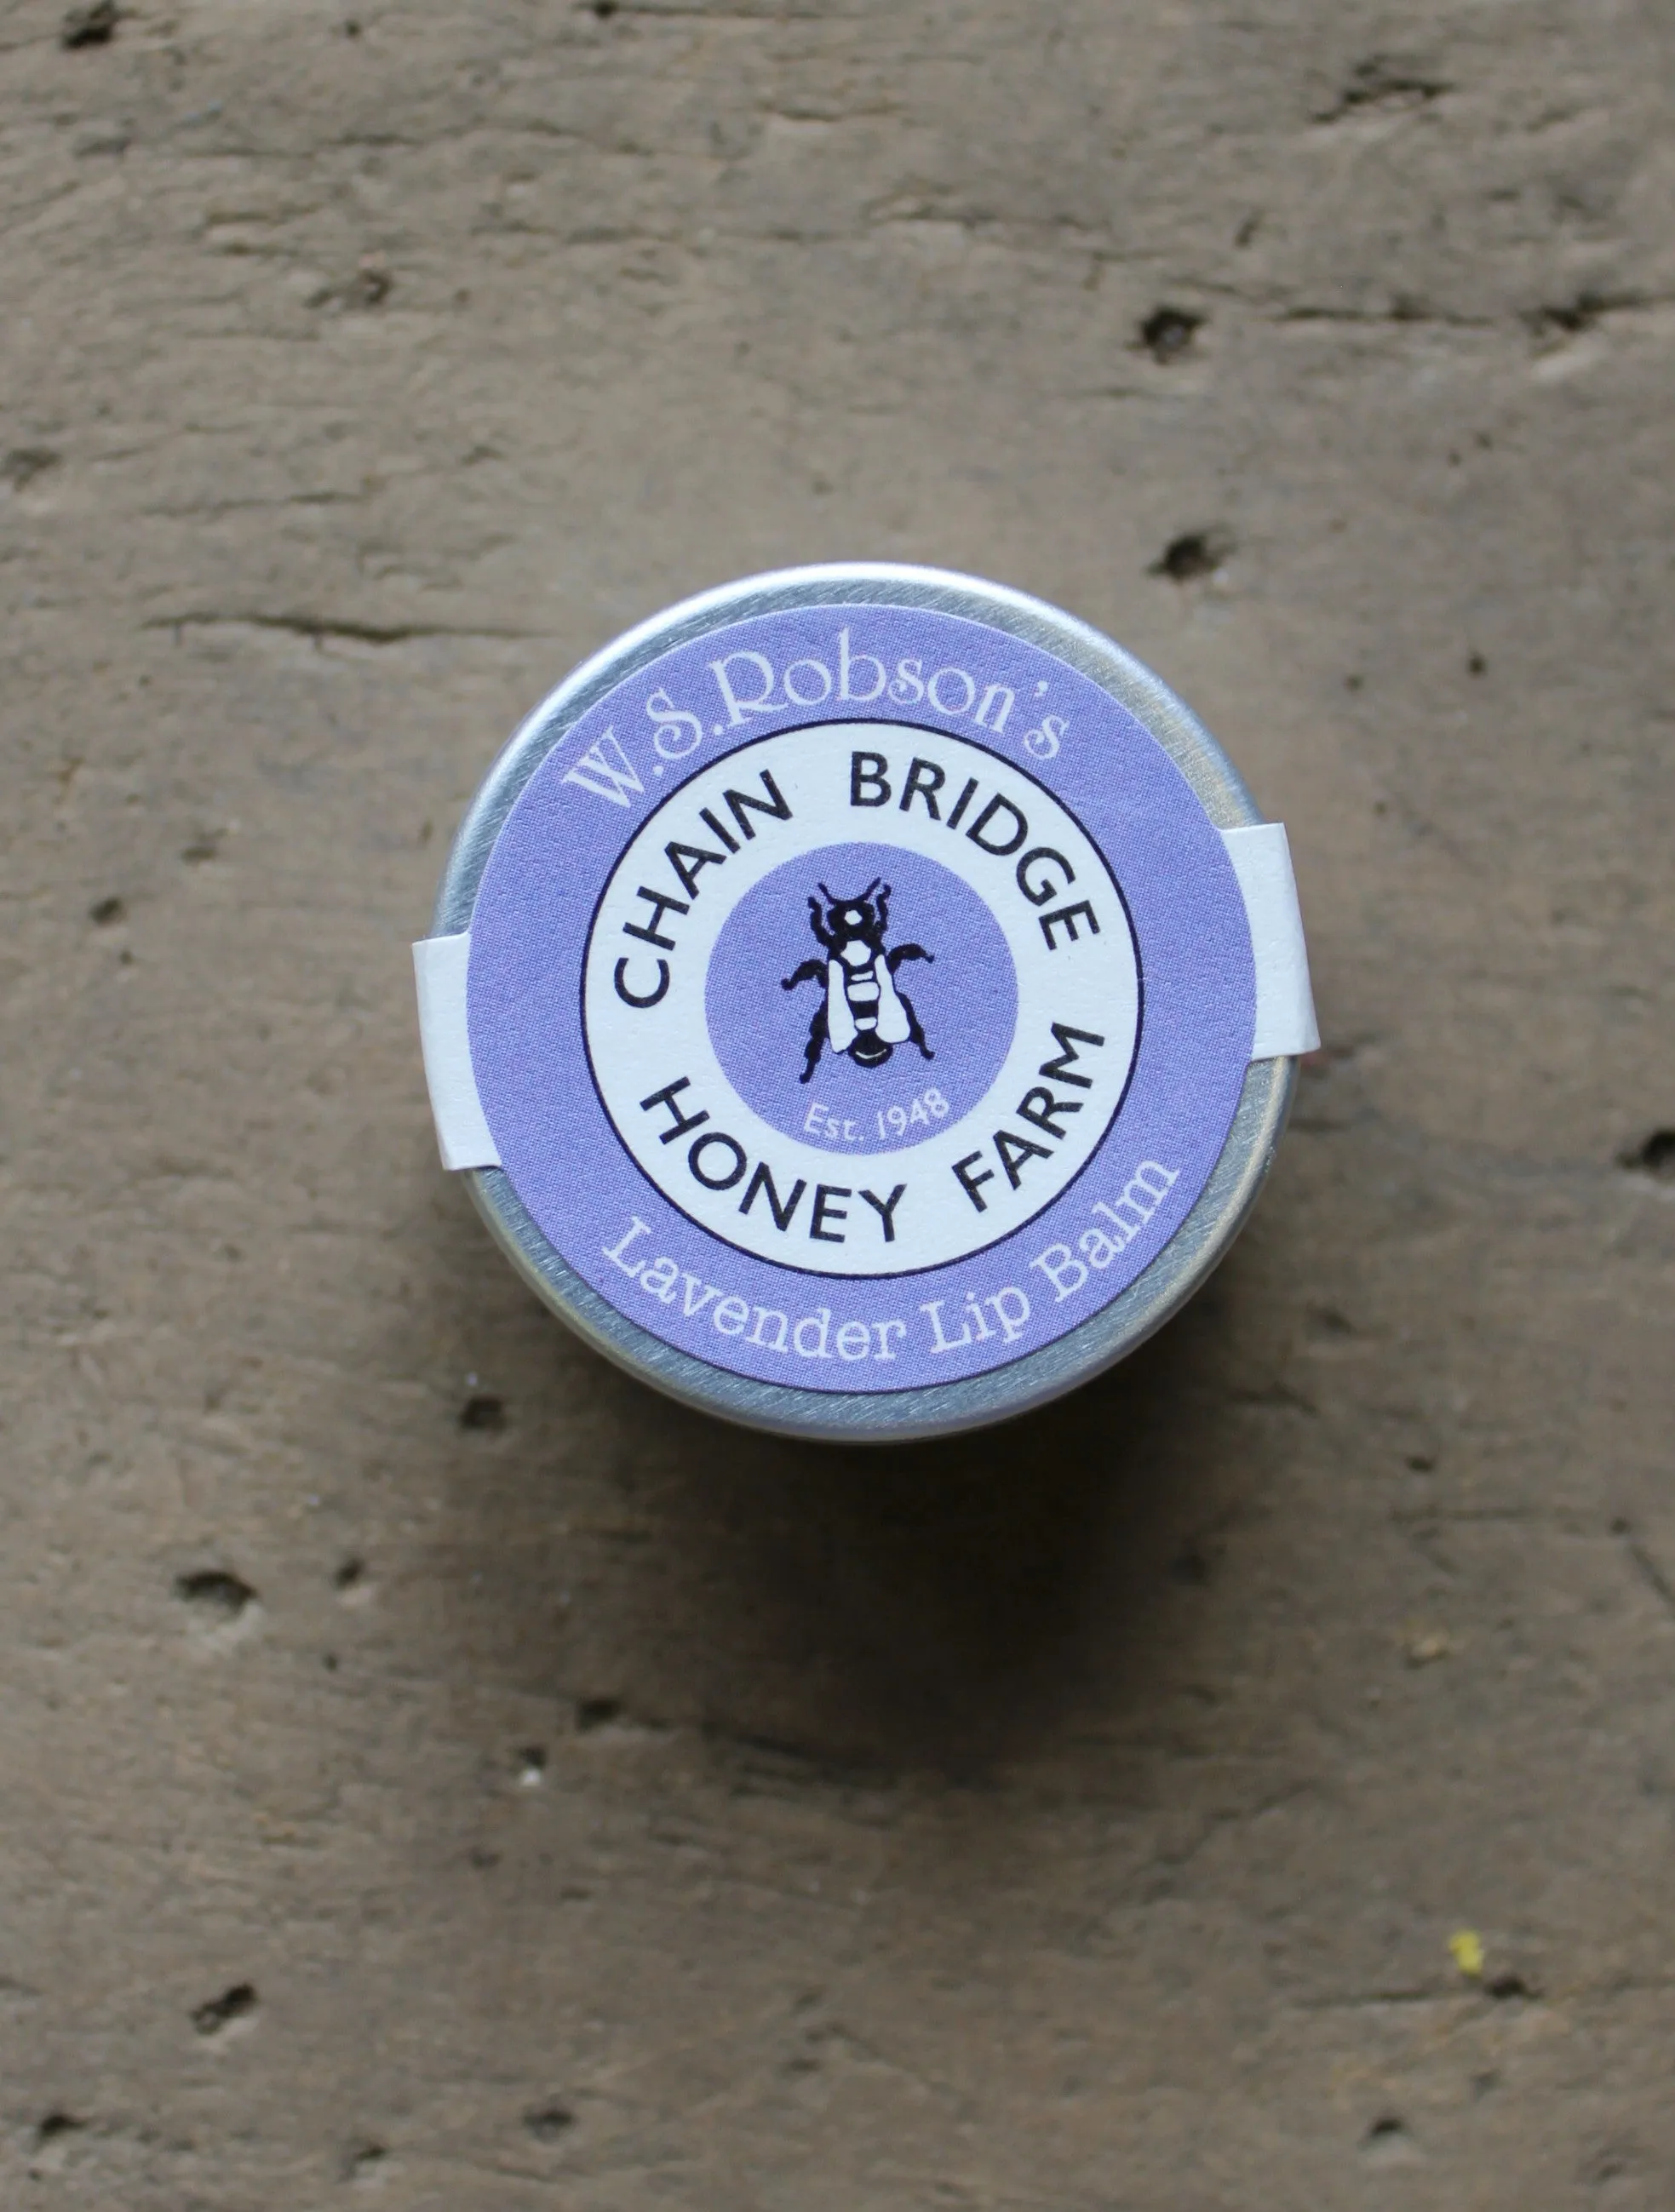 W.S.Robson's
CHAIN BRIDGE
HONEY FARM
Est. 1948
Lavender Lip Balm